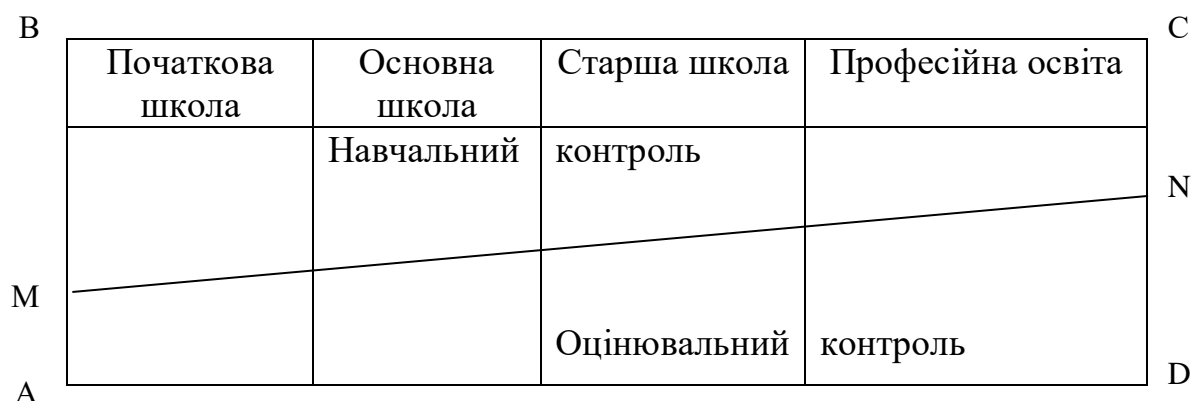 B
C
Початкова школа
Основна школа
Старша школа
Професійна освіта
Навчальний контроль
N
M
Оцінювальний контроль
A
D